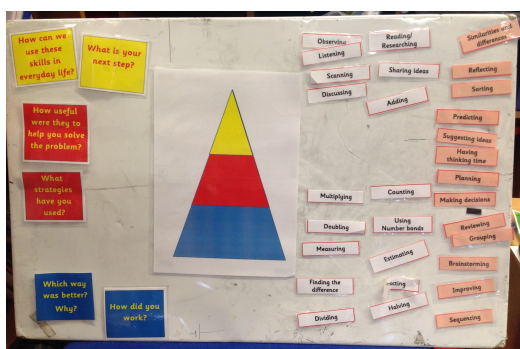 How can we
use these
skills in
everyday life?
What is your
next step?
How useful
were they to
help you solve
the problem?
What
strategies
have you
used?
Which way
was better?
Why?
How did you
work?
Observing
Listening
Scanning
Discussing
Multiplying
Doubling
Measuring
Finding the
difference
Dividing
Reading/
Researching
Sharing ideas
Adding
Counting
Using
Number bonds
Estimating
Halving
Similarities and
differences
Reflecting
Sorting
Predicting
Suggesting ideas
Having
thinking time
Planning
Making decisions
Reviewing
Grouping
Brainstorming
Improving
Sequencing